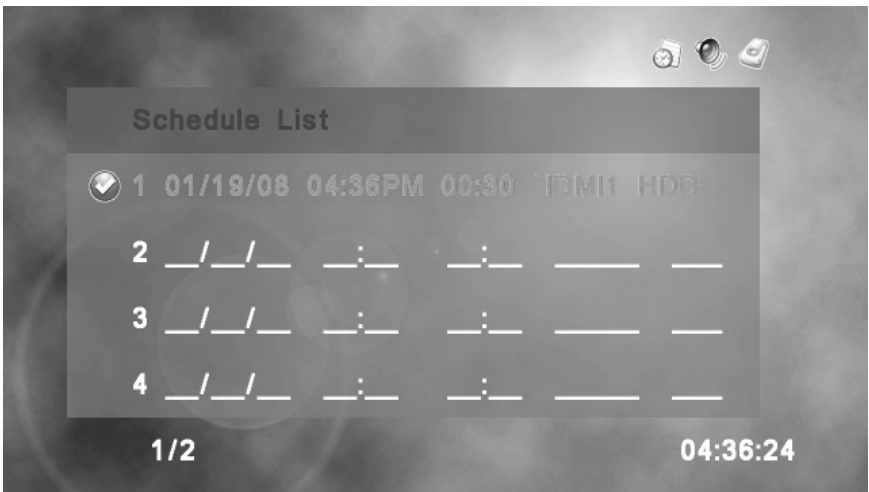 Schedule List
1 01/19/08 04:36PM 00:30 HDMI1 HDD
2 __/__/__ __:__ __:__ _____ ___
3 __/__/__ __:__ __:__ _____ ___
4 __/__/__ __:__ __:__ _____ ___
1/2 04:36:24